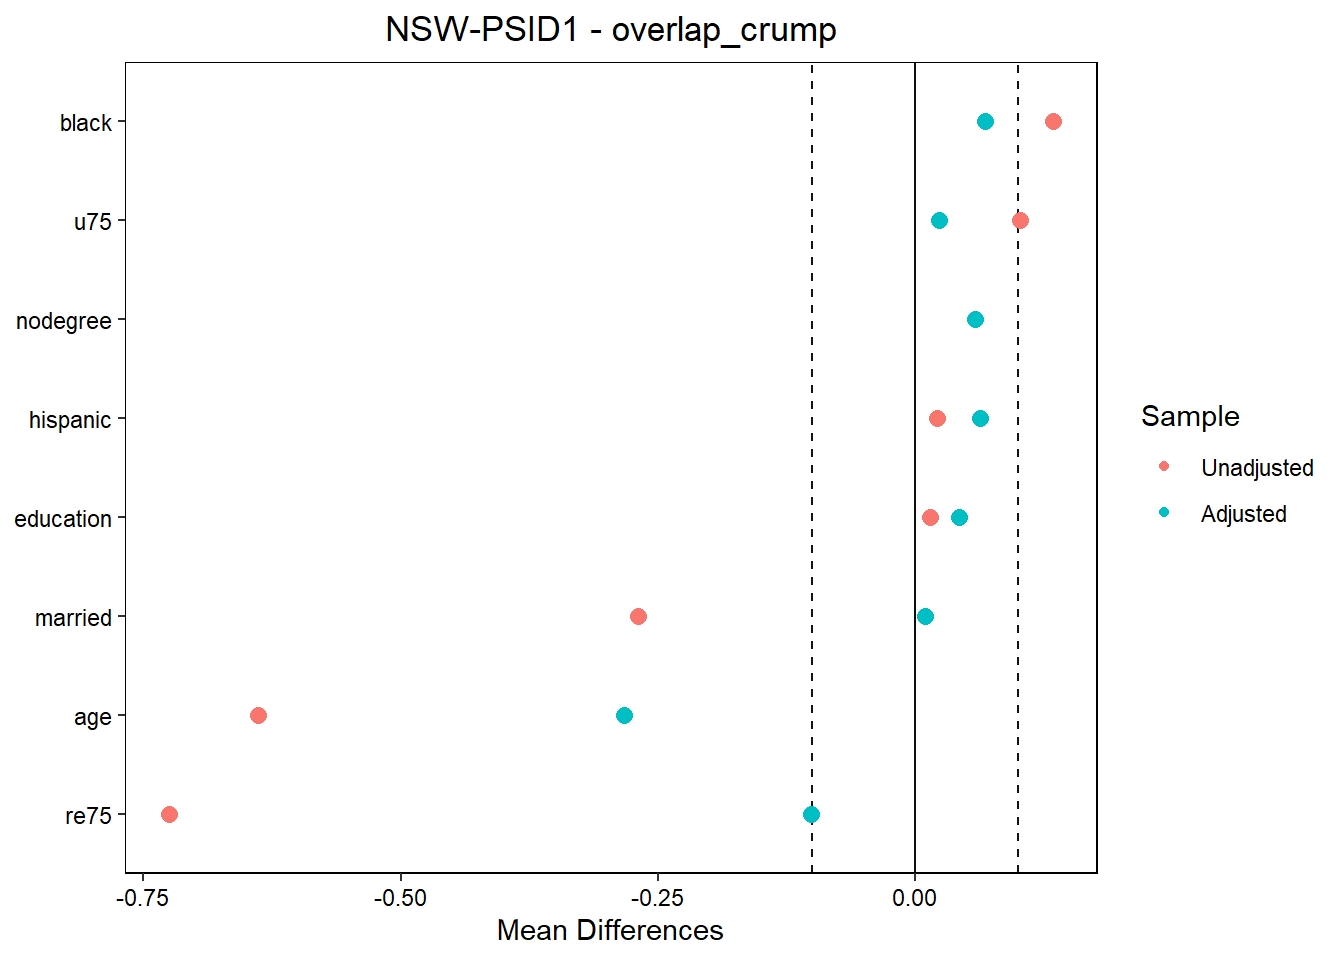 NSW-PSID1 - overlap_crump
black
u75
nodegree
hispanic
education
married
age
re75
-0.75 -0.50 -0.25 0.00
Mean Differences
Sample
Unadjusted
Adjusted